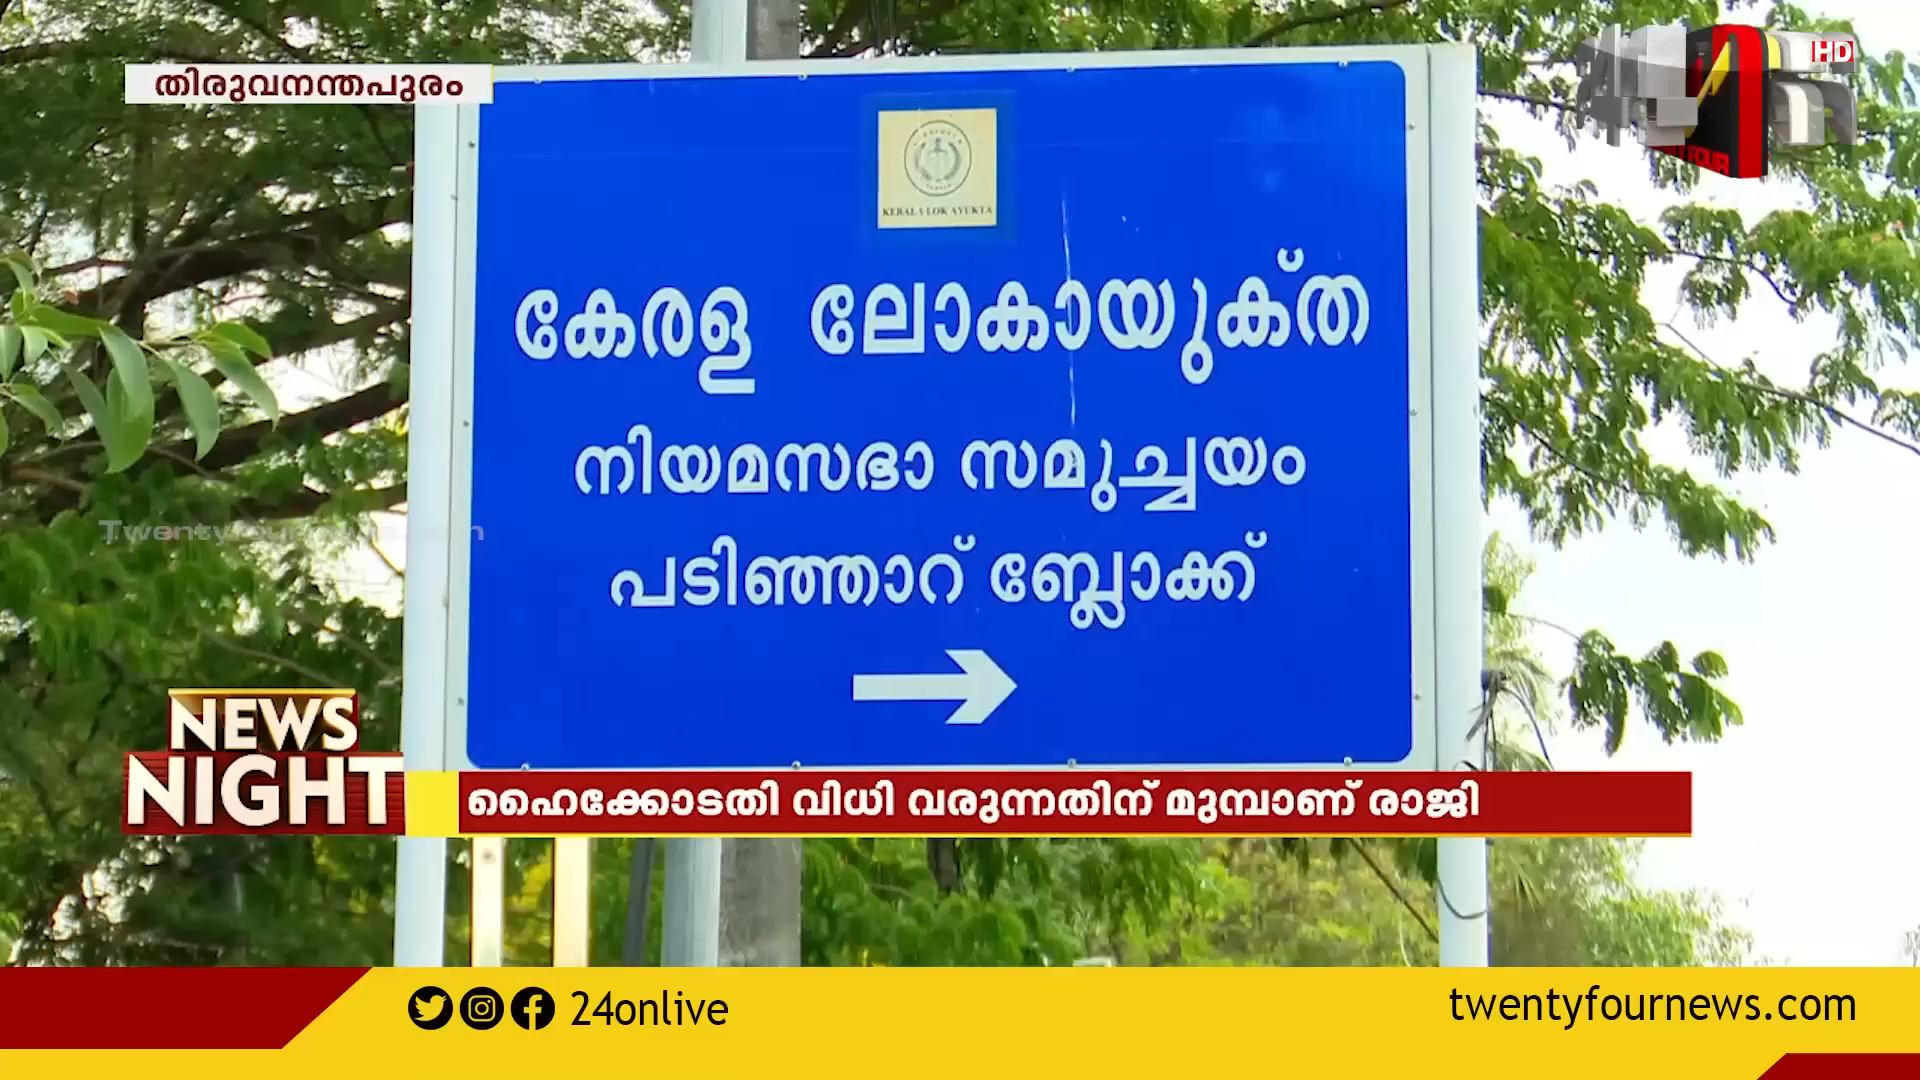 തിരുവനന്തപുരം
HD
KERALA LOK AYUKTA
കേരള ലോകായുക്ത
നിയമസഭാ സമുച്ചയം
പടിഞ്ഞാറ് ബ്ലോക്ക്
NEWS
NIGHT
ഹൈക്കോടതി വിധി വരുന്നതിന് മുമ്പാണ് രാജി
24onlive
twentyfournews.com